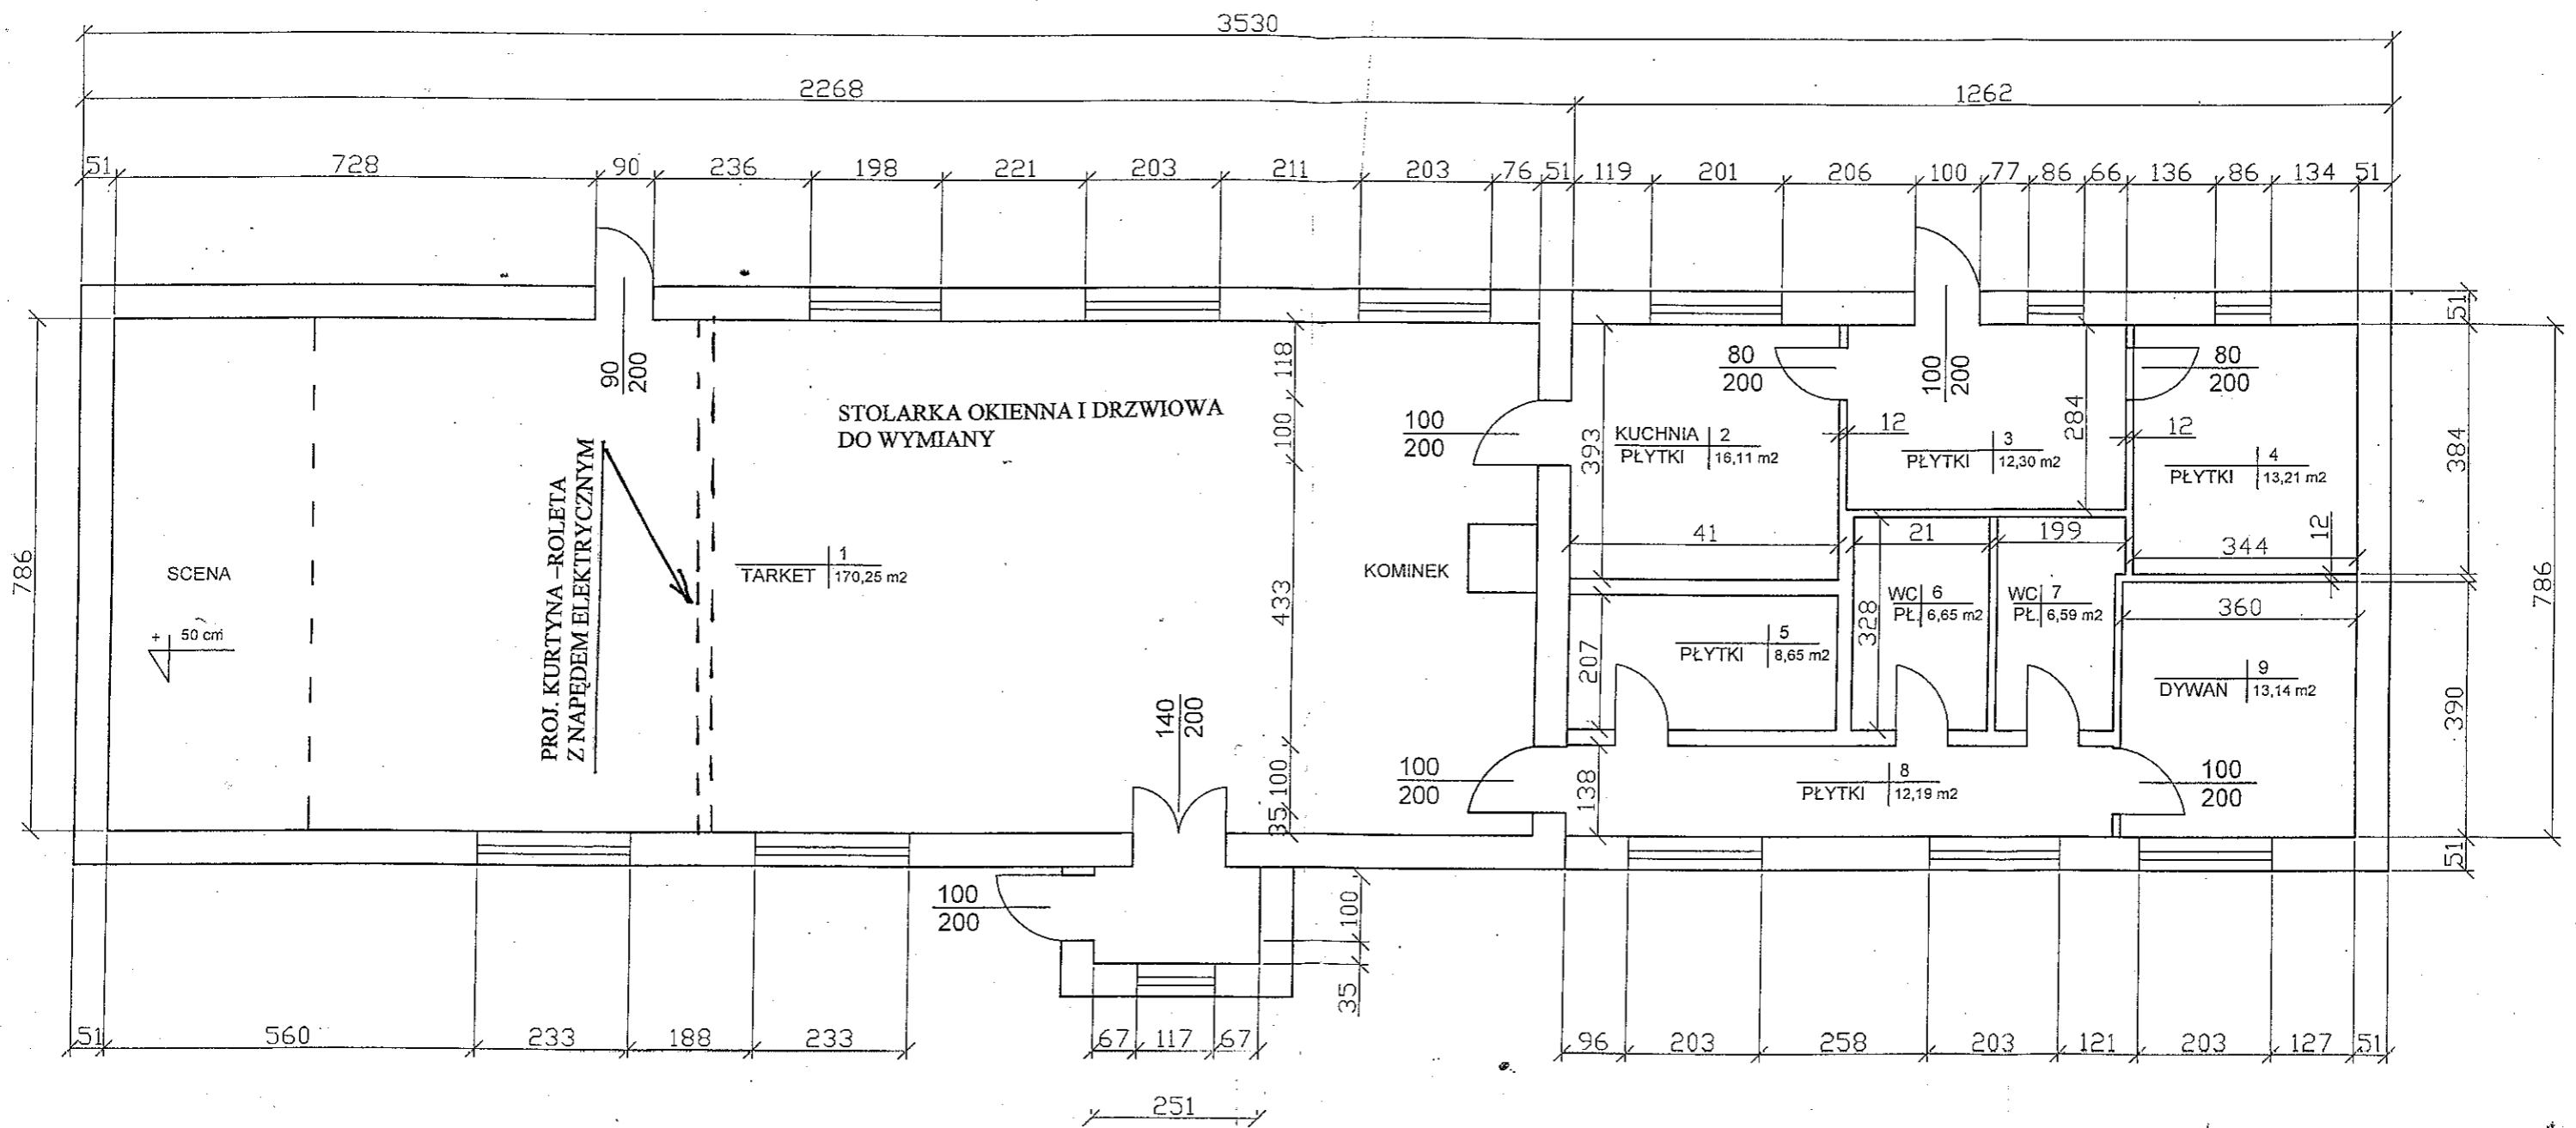 3530
2268
1262
51 728 90 236 198 221 203 211 203 76 51 119 201 206 100 77 86 66 136 86 134 51
51
786
90
200
118
100
433
100
35
STOLARKA OKIENNA I DRZWIOWA
DO WYMIANY
PROJ. KURTYNA –ROLETA
Z NAPĘDEM ELEKTRYCZNYM
SCENA
+ 50 cm
1
TARKET 170,25 m2
KOMINEK
100
200
100
200
140
200
80
200
393
KUCHNIA 2
PŁYTKI 16,11 m2
41
12
100
200
3
PŁYTKI 12,30 m2
284
80
200
12
4
PŁYTKI 13,21 m2
344
12
384
786
207
5
PŁYTKI 8,65 m2
21
328
WC 6
PŁ. 6,65 m2
199
WC 7
PŁ. 6,59 m2
360
9
DYWAN 13,14 m2
390
138
8
PŁYTKI 12,19 m2
100
200
51
100
200
100
35
51 560 233 188 233 67 117 67 96 203 258 203 121 203 127 51
251